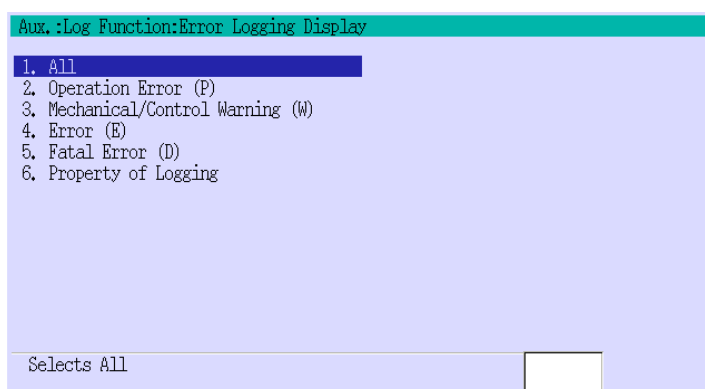 Aux.:Log Function:Error Logging Display
1. All
2. Operation Error (P)
3. Mechanical/Control Warning (W)
4. Error (E)
5. Fatal Error (D)
6. Property of Logging
Selects All